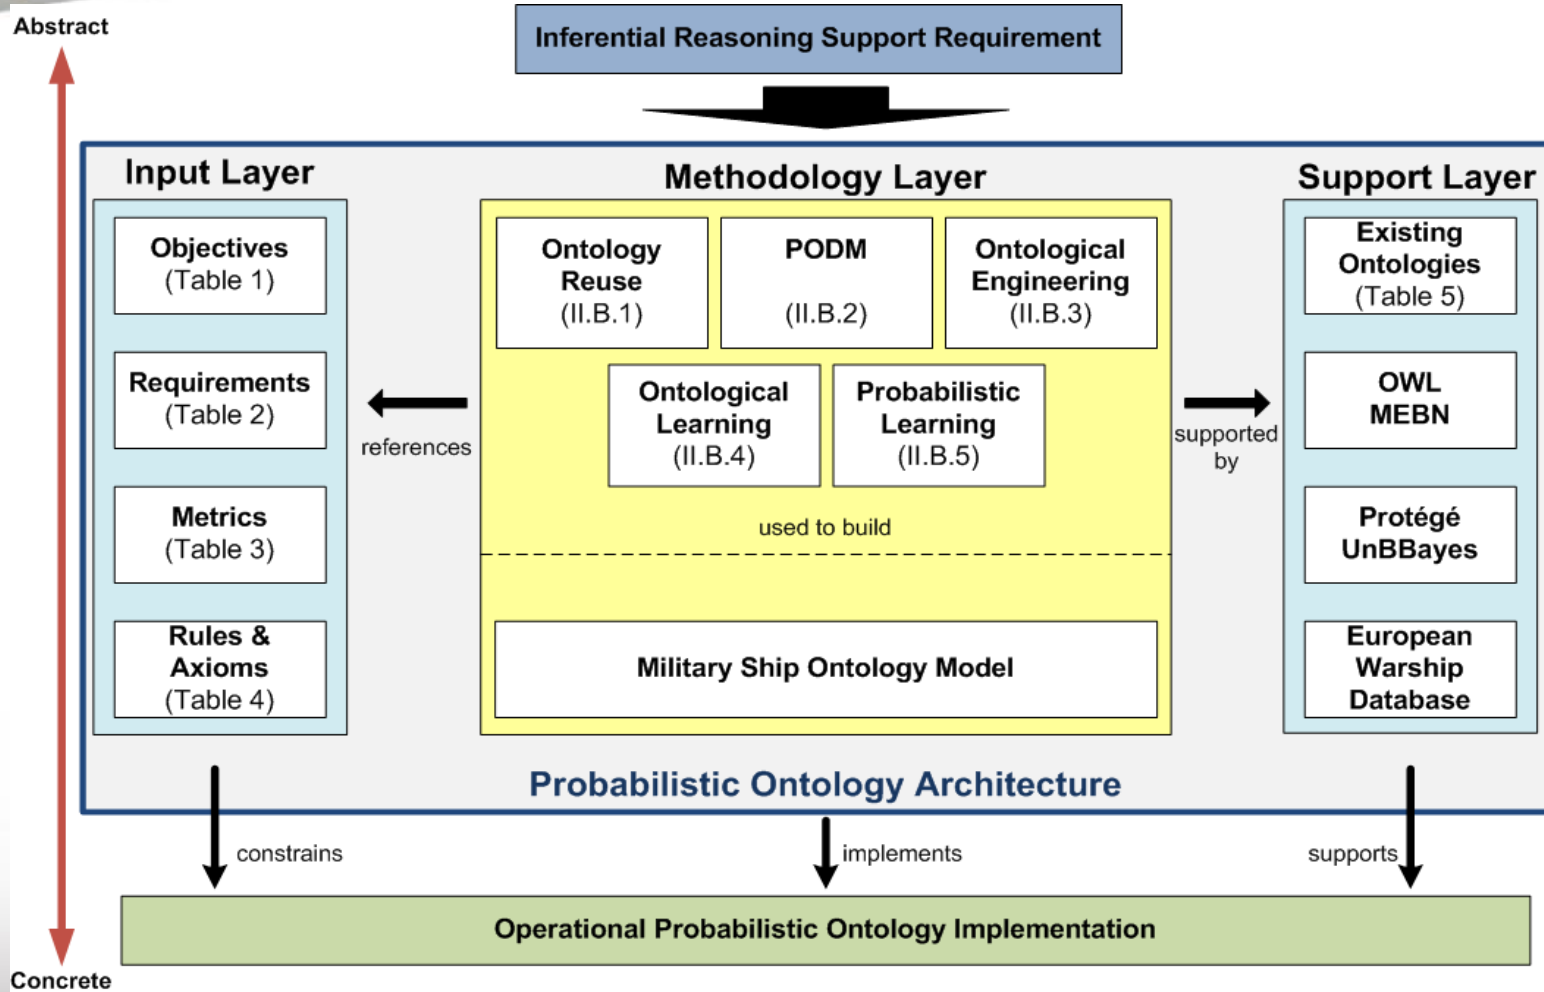 Abstract
Inferential Reasoning Support Requirement
Input Layer
Objectives
(Table 1)
Requirements
(Table 2)
Metrics
(Table 3)
Rules &
Axioms
(Table 4)
references
Methodology Layer
Ontology
Reuse
(II.B.1)
PODM
(II.B.2)
Ontological
Engineering
(II.B.3)
Ontological
Learning
(II.B.4)
Probabilistic
Learning
(II.B.5)
used to build
Military Ship Ontology Model
supported
by
Support Layer
Existing
Ontologies
(Table 5)
OWL
MEBN
Protégé
UnBBayes
European
Warship
Database
Probabilistic Ontology Architecture
constrains
implements
supports
Operational Probabilistic Ontology Implementation
Concrete